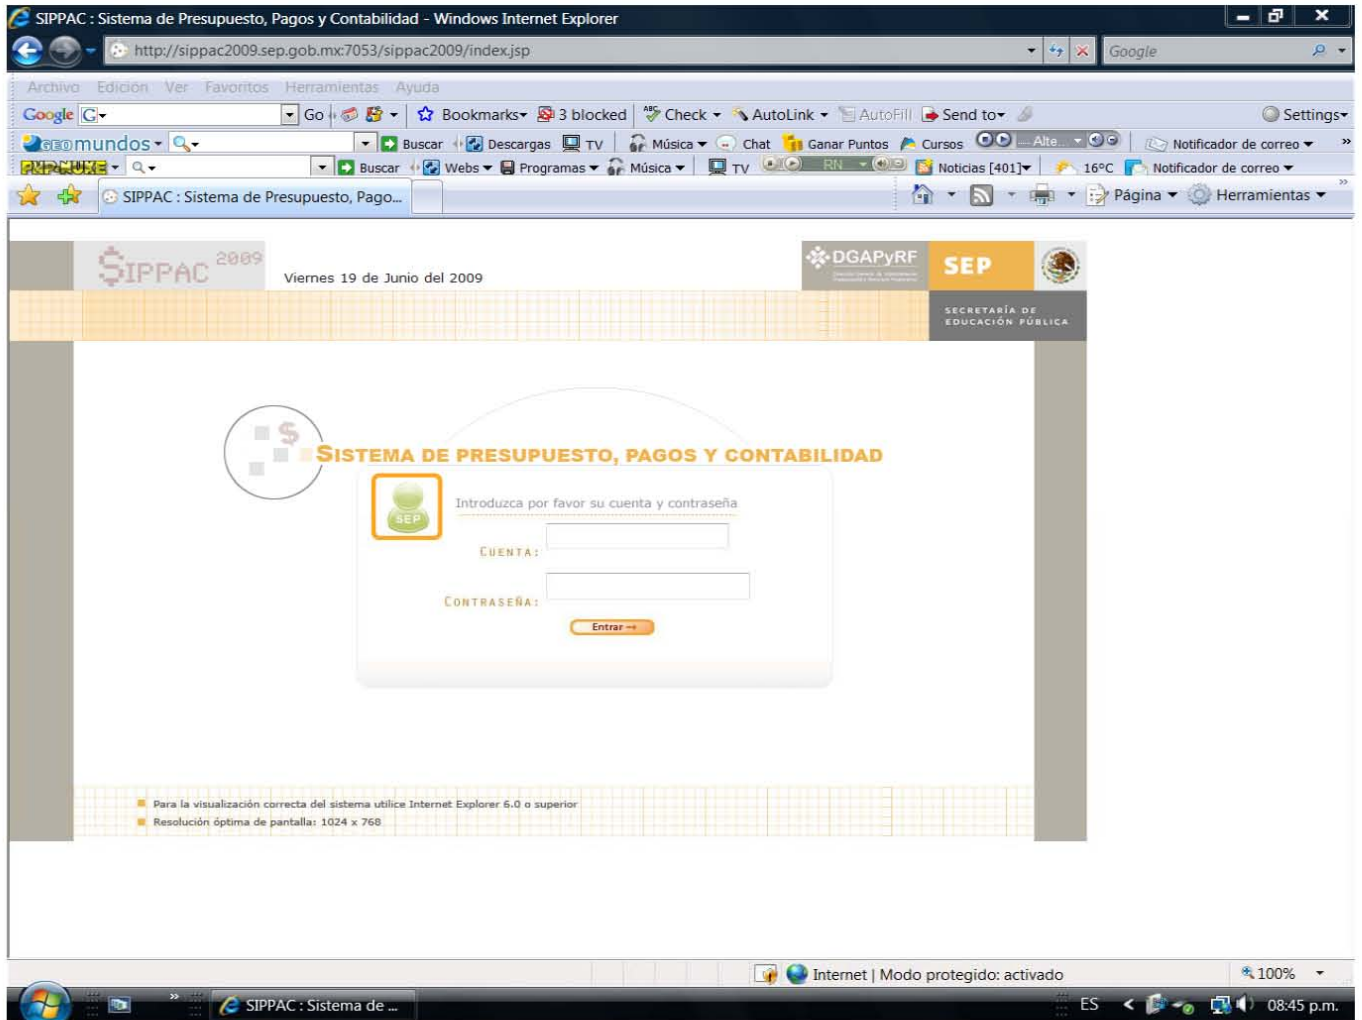 SIPPAC : Sistema de Presupuesto, Pagos y Contabilidad - Windows Internet Explorer
http://sippac2009.sep.gob.mx:7053/sippac2009/index.jsp
Google
Archivo Edición Ver Favoritos Herramientas Ayuda
Google G Go Bookmarks 3 blocked ABC Check AutoLink AutoFill Send to Settings
GEOmundos Buscar Descargas TV Música Chat Ganar Puntos Cursos Alte... Notificador de correo »
Buscar Webs Programas Música TV RN Noticias [401] 16ºC Notificador de correo
SIPPAC : Sistema de Presupuesto, Pago... Página Herramientas »
SIPPAC 2009
Viernes 19 de Junio del 2009
DGAPyRF
SEP
SECRETARÍA DE
EDUCACIÓN PÚBLICA
$
SISTEMA DE PRESUPUESTO, PAGOS Y CONTABILIDAD
SEP
Introduzca por favor su cuenta y contraseña
CUENTA:
CONTRASEÑA:
Entrar→
Para la visualización correcta del sistema utilice Internet Explorer 6.0 o superior
Resolución óptima de pantalla: 1024 x 768
Internet | Modo protegido: activado
100%
» SIPPAC : Sistema de ... ES < 08:45 p.m.